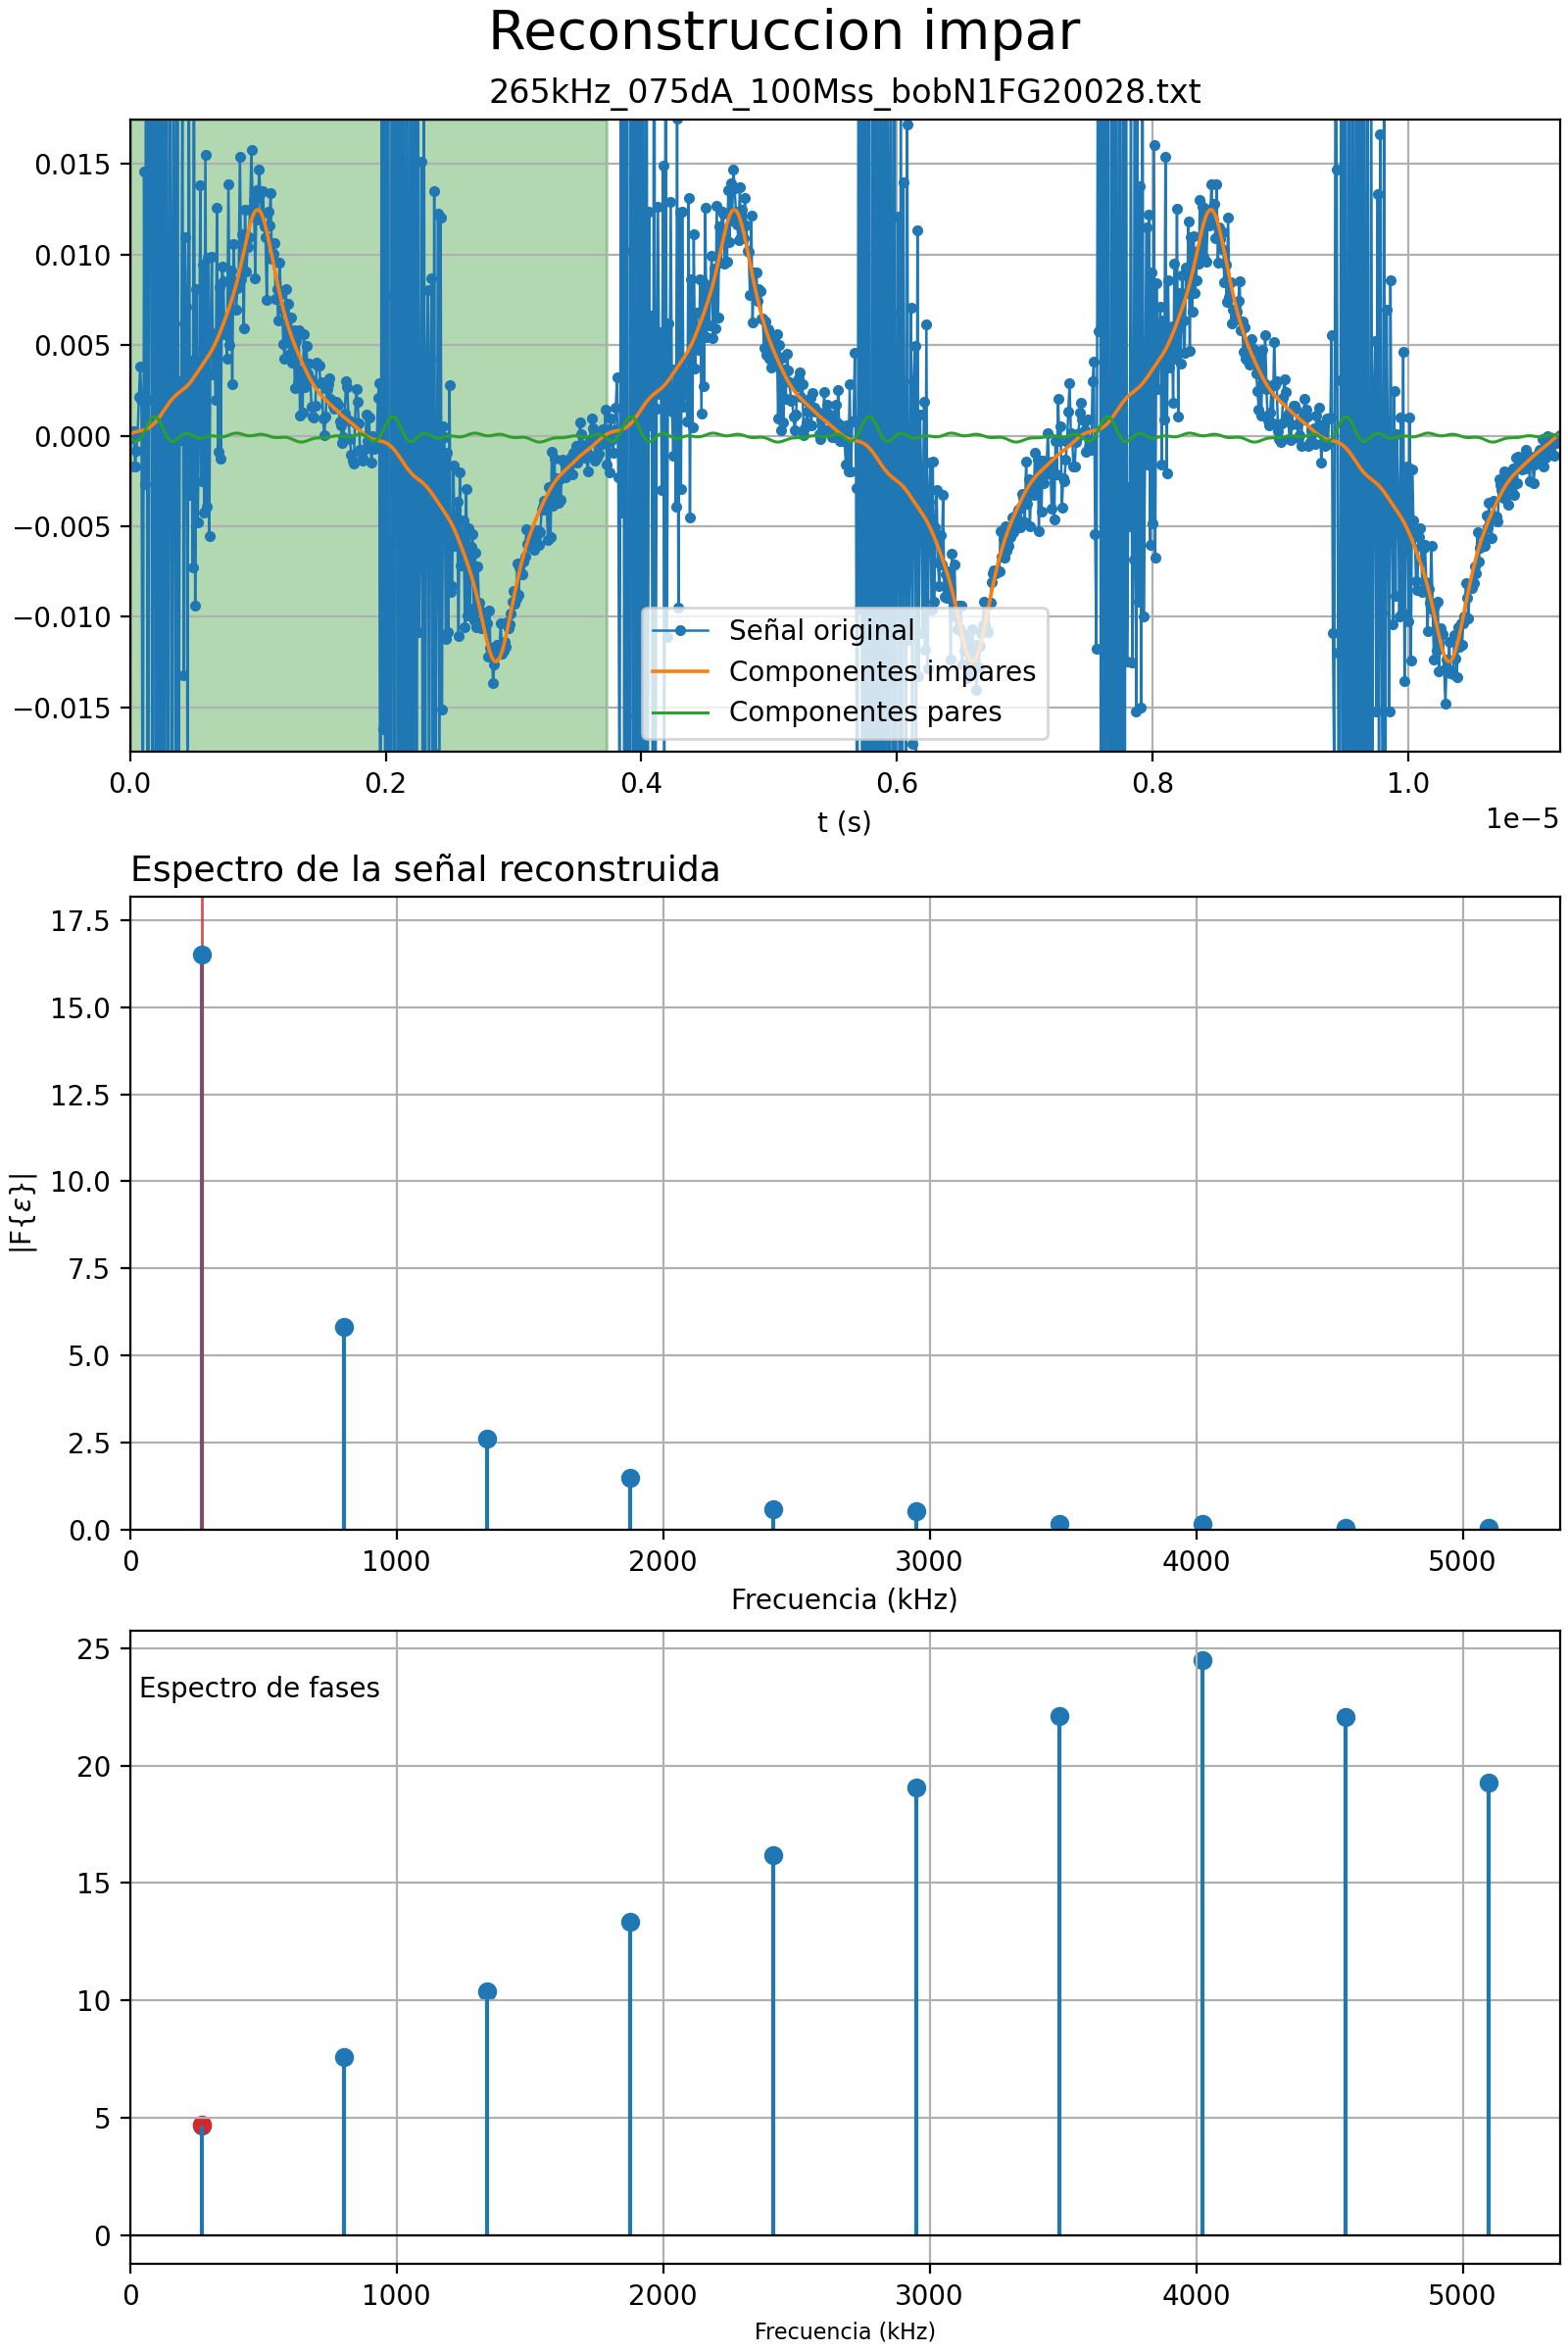 Reconstruccion impar
265kHz_075dA_100Mss_bobN1FG20028.txt
0.015
0.010
0.005
0.000
−0.005
−0.010
−0.015
Señal original
Componentes impares
Componentes pares
0.0 0.2 0.4 0.6 0.8 1.0
t (s)
1e−5
Espectro de la señal reconstruida
17.5
15.0
12.5
10.0
7.5
5.0
2.5
0.0
|F{ε}|
0 1000 2000 3000 4000 5000
Frecuencia (kHz)
25
Espectro de fases
20
15
10
5
0
0 1000 2000 3000 4000 5000
Frecuencia (kHz)